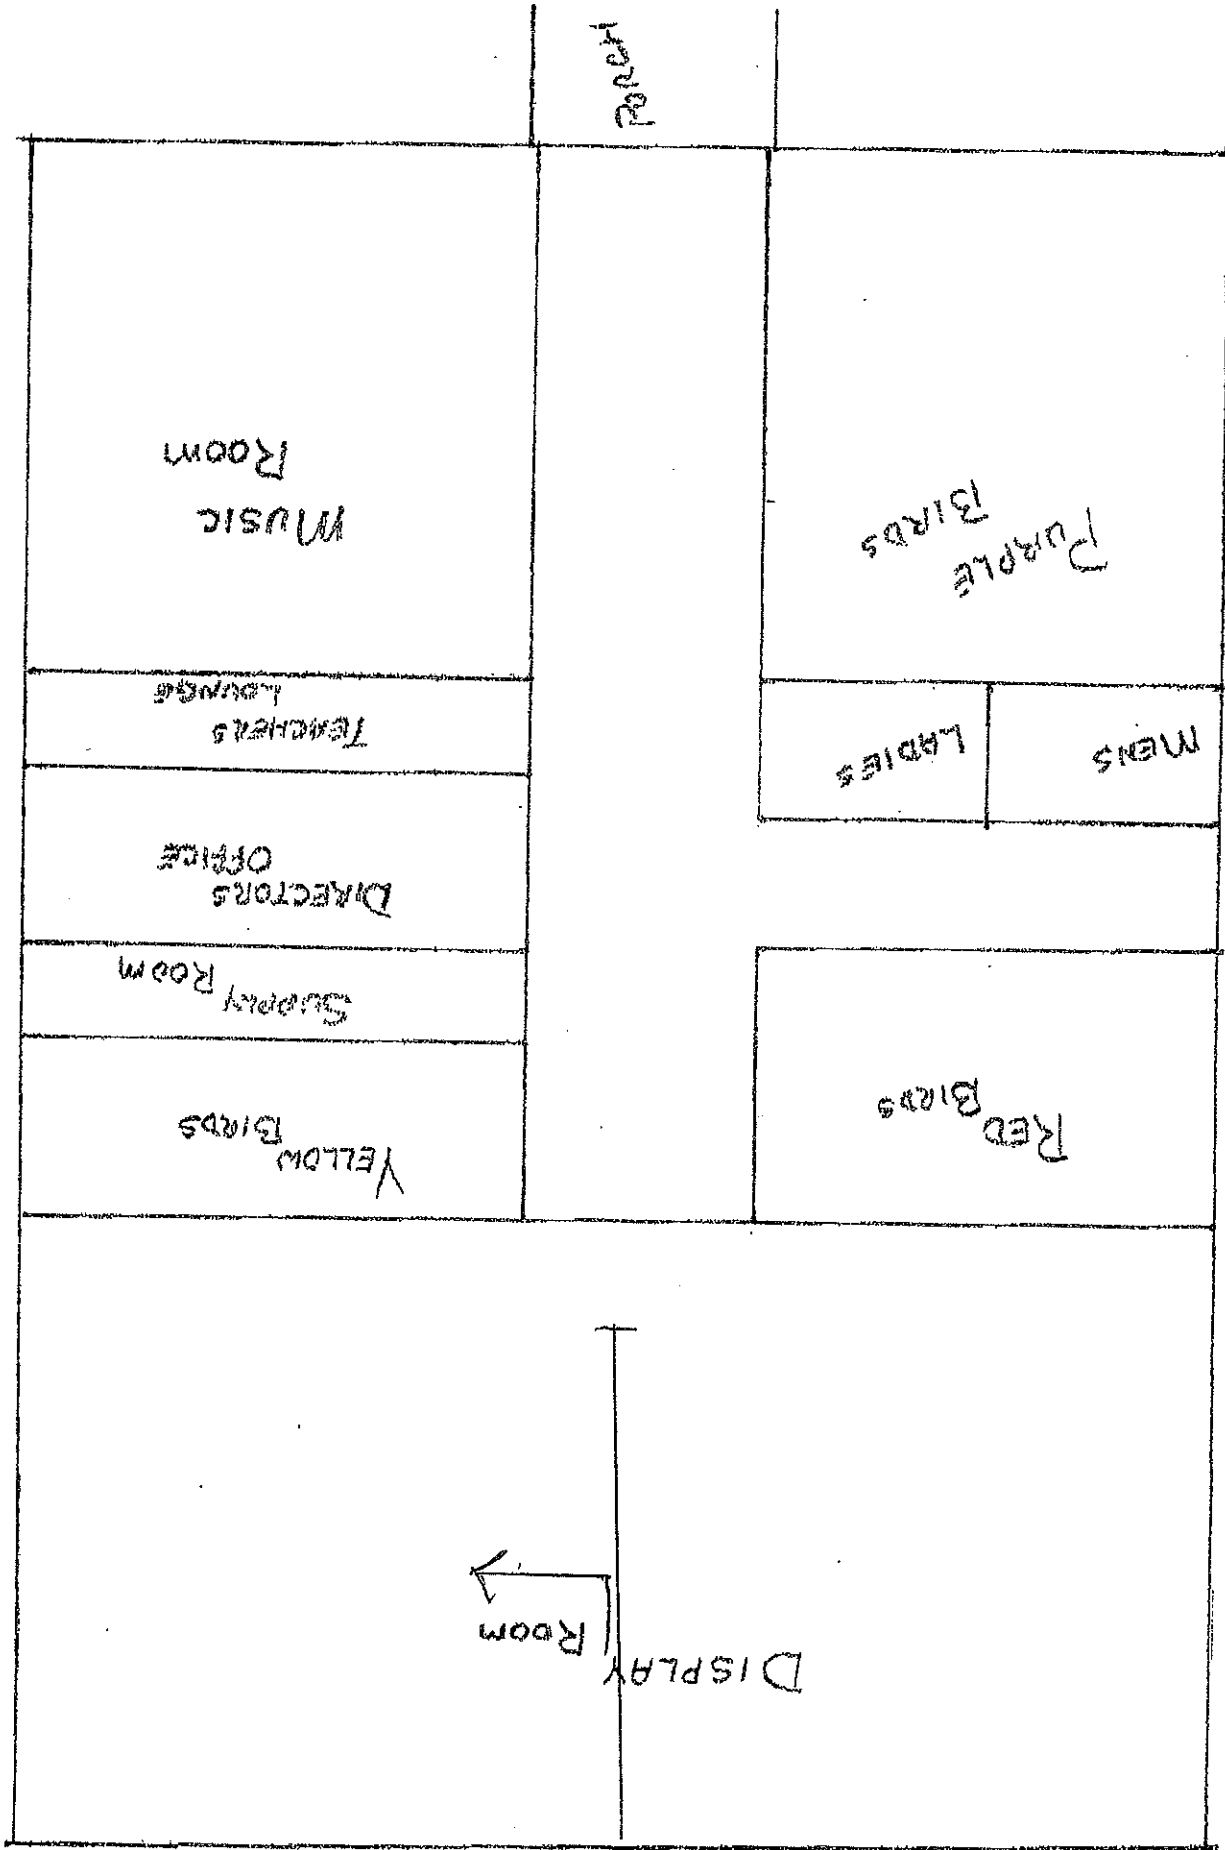 DISPLAY
ROOM
RED
BIRDS
YELLOW
BIRDS
SUPPLY ROOM
DIRECTORS
OFFICE
MENS
LADIES
TEACHERS
LOUNGE
PURPLE
BIRDS
MUSIC
ROOM
PORCH